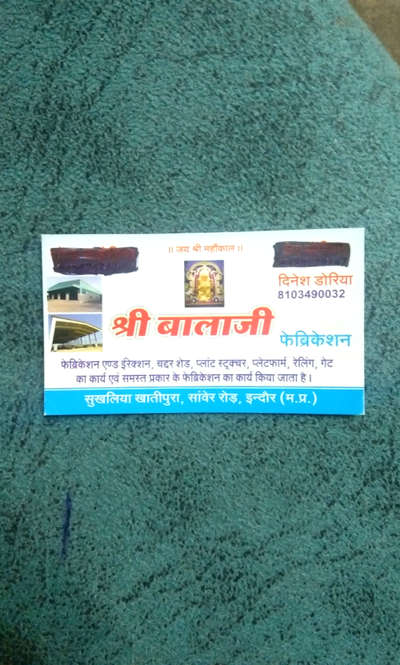 ॥ जय श्री महाँकाल ॥
दिनेश डोरिया
8103490032
श्री बालाजी
फेब्रिकेशन
फेब्रिकेशन एण्ड ईरेक्शन, चद्दर शेड, प्लांट स्ट्रक्चर, प्लेटफार्म, रेलिंग, गेट
का कार्य एवं समस्त प्रकार के फेब्रिकेशन का कार्य किया जाता है।
सुखलिया खातीपुरा, सांवेर रोड़, इन्दौर (म.प्र.)